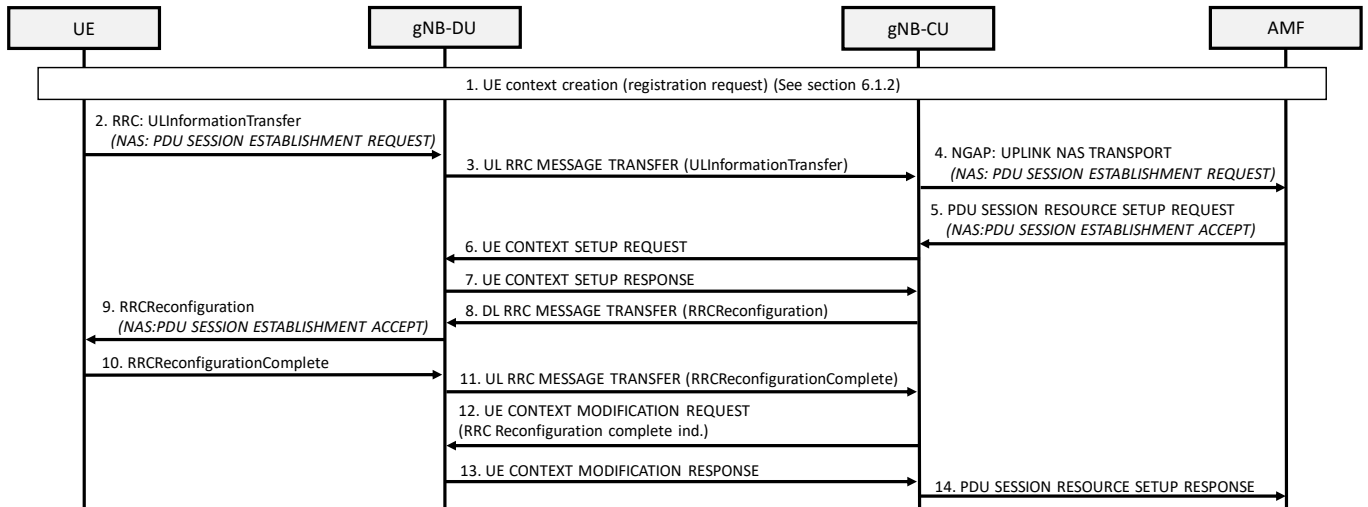 UE
gNB-DU
gNB-CU
AMF
1. UE context creation (registration request) (See section 6.1.2)
2. RRC: ULInformationTransfer
(NAS: PDU SESSION ESTABLISHMENT REQUEST)
3. UL RRC MESSAGE TRANSFER (ULInformationTransfer)
4. NGAP: UPLINK NAS TRANSPORT
(NAS: PDU SESSION ESTABLISHMENT REQUEST)
5. PDU SESSION RESOURCE SETUP REQUEST
(NAS:PDU SESSION ESTABLISHMENT ACCEPT)
6. UE CONTEXT SETUP REQUEST
7. UE CONTEXT SETUP RESPONSE
8. DL RRC MESSAGE TRANSFER (RRCReconfiguration)
9. RRCReconfiguration
(NAS:PDU SESSION ESTABLISHMENT ACCEPT)
10. RRCReconfigurationComplete
11. UL RRC MESSAGE TRANSFER (RRCReconfigurationComplete)
12. UE CONTEXT MODIFICATION REQUEST
(RRC Reconfiguration complete ind.)
13. UE CONTEXT MODIFICATION RESPONSE
14. PDU SESSION RESOURCE SETUP RESPONSE